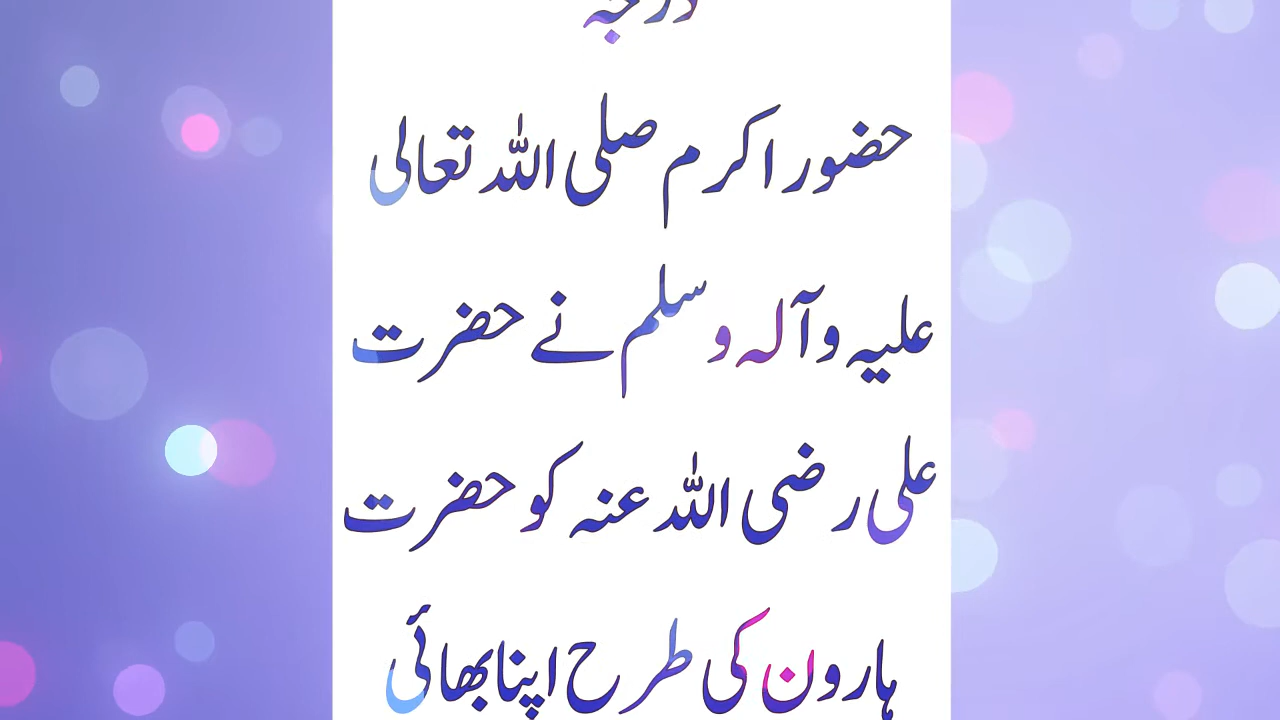 درجہ
حضور اکرم صلی اللہ تعالی
علیہ وآلہ وسلم نے حضرت
علی رضی اللہ عنہ کو حضرت
ہارون کی طرح اپنا بھائی